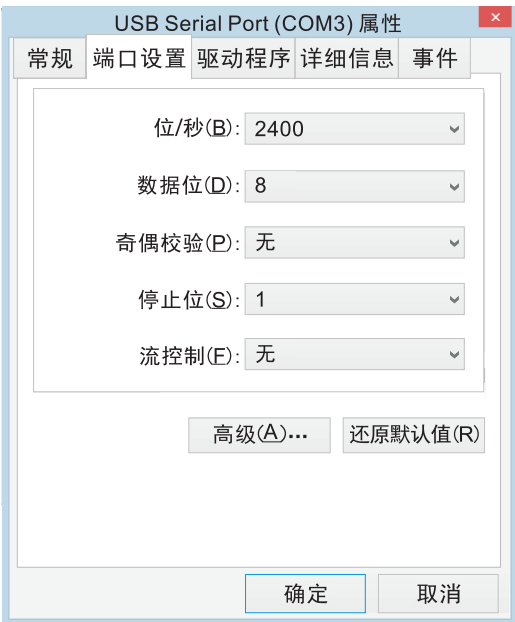 USB Serial Port (COM3) 属性
常规 端口设置 驱动程序 详细信息 事件
位/秒(B): 2400
数据位(D): 8
奇偶校验(P): 无
停止位(S): 1
流控制(F): 无
高级(A)... 还原默认值(R)
确定 取消